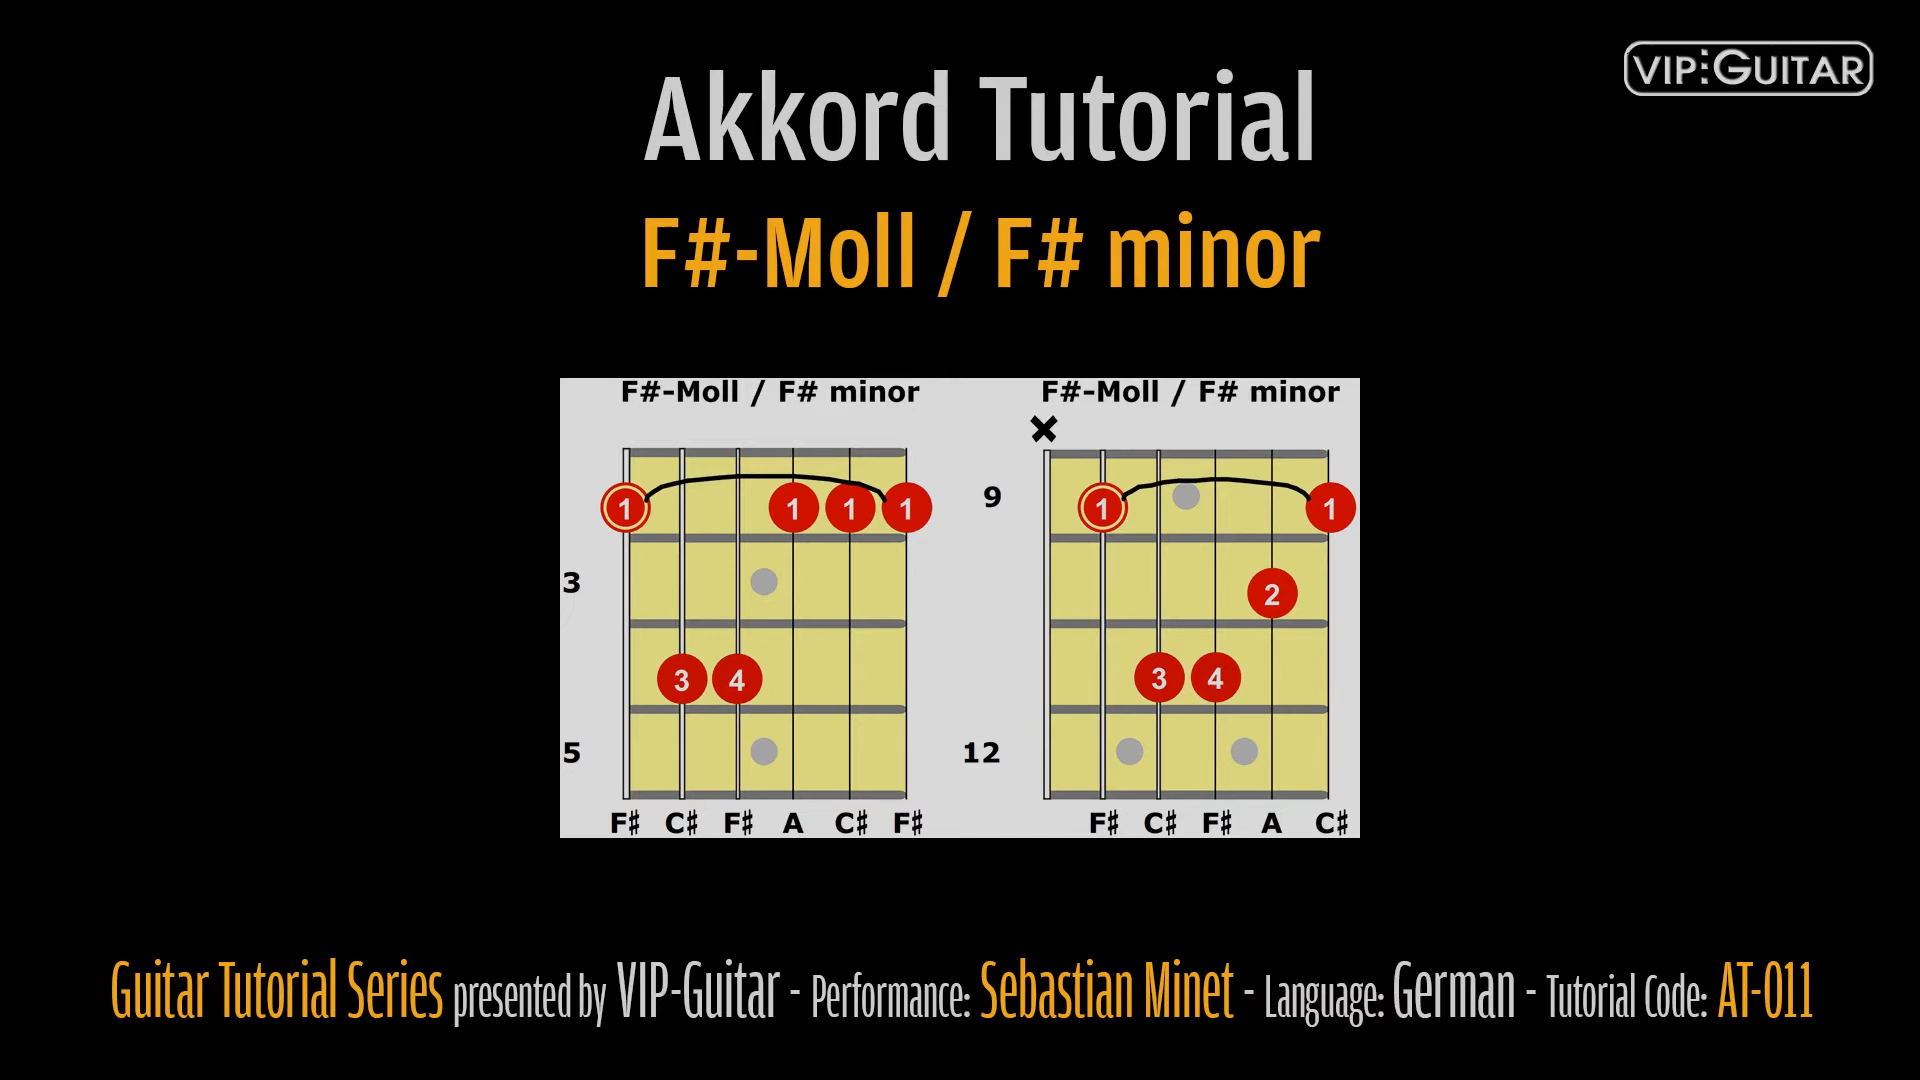 VIP:GUITAR
Akkord Tutorial
F#-Moll / F# minor
F#-Moll / F# minor
1 1 1 1
3
3 4
5
F♯ C♯ F♯ A C♯ F♯
F#-Moll / F# minor
×
9
1 1
2
3 4
12
F♯ C♯ F♯ A C♯
Guitar Tutorial Series presented by VIP-Guitar - Performance: Sebastian Minet - Language: German - Tutorial Code: AT-011